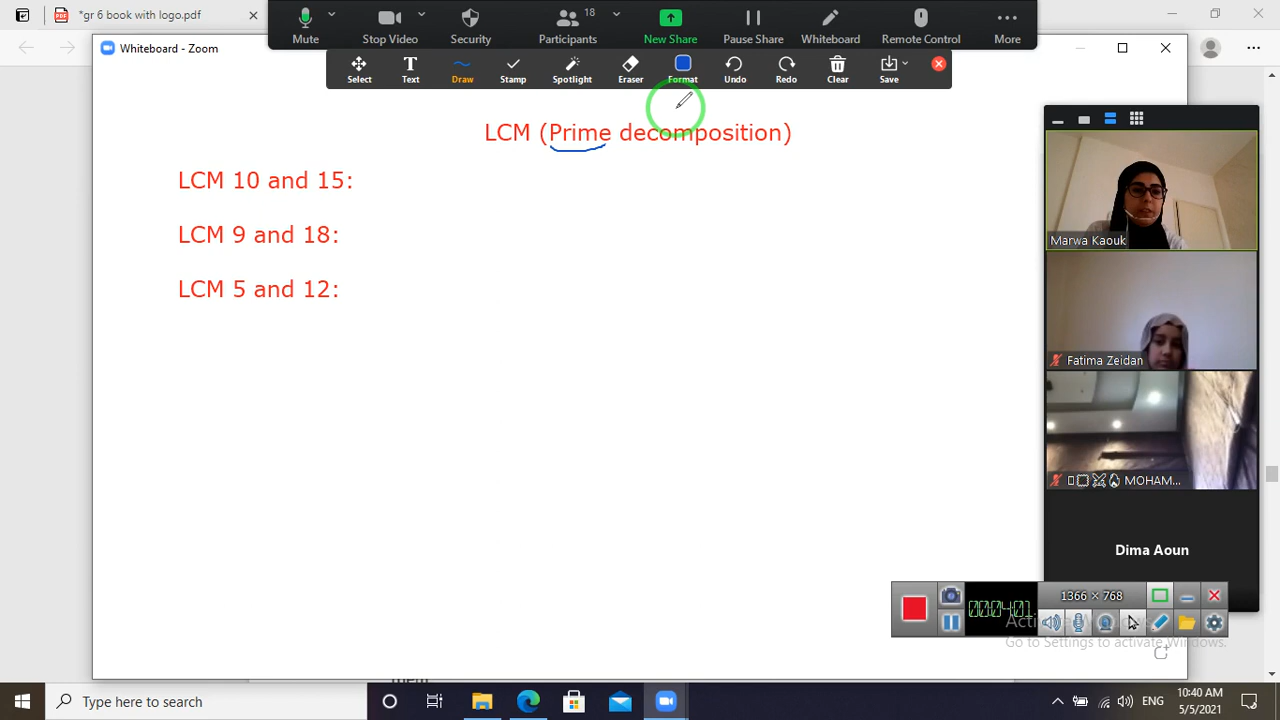 *gr 6 book with logo.pdf
Whiteboard - Zoom
Mute
Stop Video
Security
18
Participants
New Share
Pause Share
Whiteboard
Remote Control
More
Select
Text
Draw
Stamp
Spotlight
Eraser
Format
Undo
Redo
Clear
Save
LCM (Prime decomposition)
LCM 10 and 15:
LCM 9 and 18:
LCM 5 and 12:
Marwa Kaouk
Fatima Zeidan
MOHAM...
Dima Aoun
0004:01
1366 × 768
Go to Settings to activate Windows.
Type here to search
ENG
10:40 AM
5/5/2021